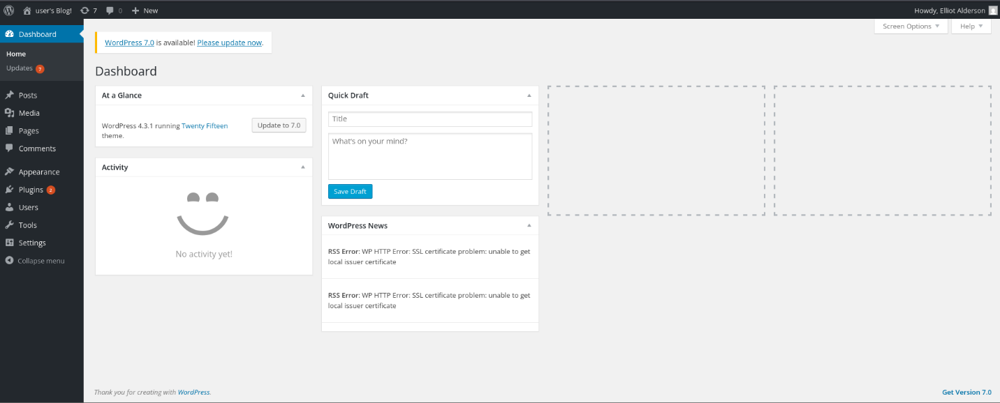 user's Blog! 7 0 New
Howdy, Elliot Alderson
Dashboard
Home
Updates 7
Posts
Media
Pages
Comments
Appearance
Plugins 2
Users
Tools
Settings
Collapse menu
Screen Options
Help
WordPress 7.0 is available! Please update now.
Dashboard
At a Glance
WordPress 4.3.1 running Twenty Fifteen
theme.
Update to 7.0
Activity
No activity yet!
Quick Draft
Title
What's on your mind?
Save Draft
WordPress News
RSS Error: WP HTTP Error: SSL certificate problem: unable to get
local issuer certificate
RSS Error: WP HTTP Error: SSL certificate problem: unable to get
local issuer certificate
Thank you for creating with WordPress.
Get Version 7.0